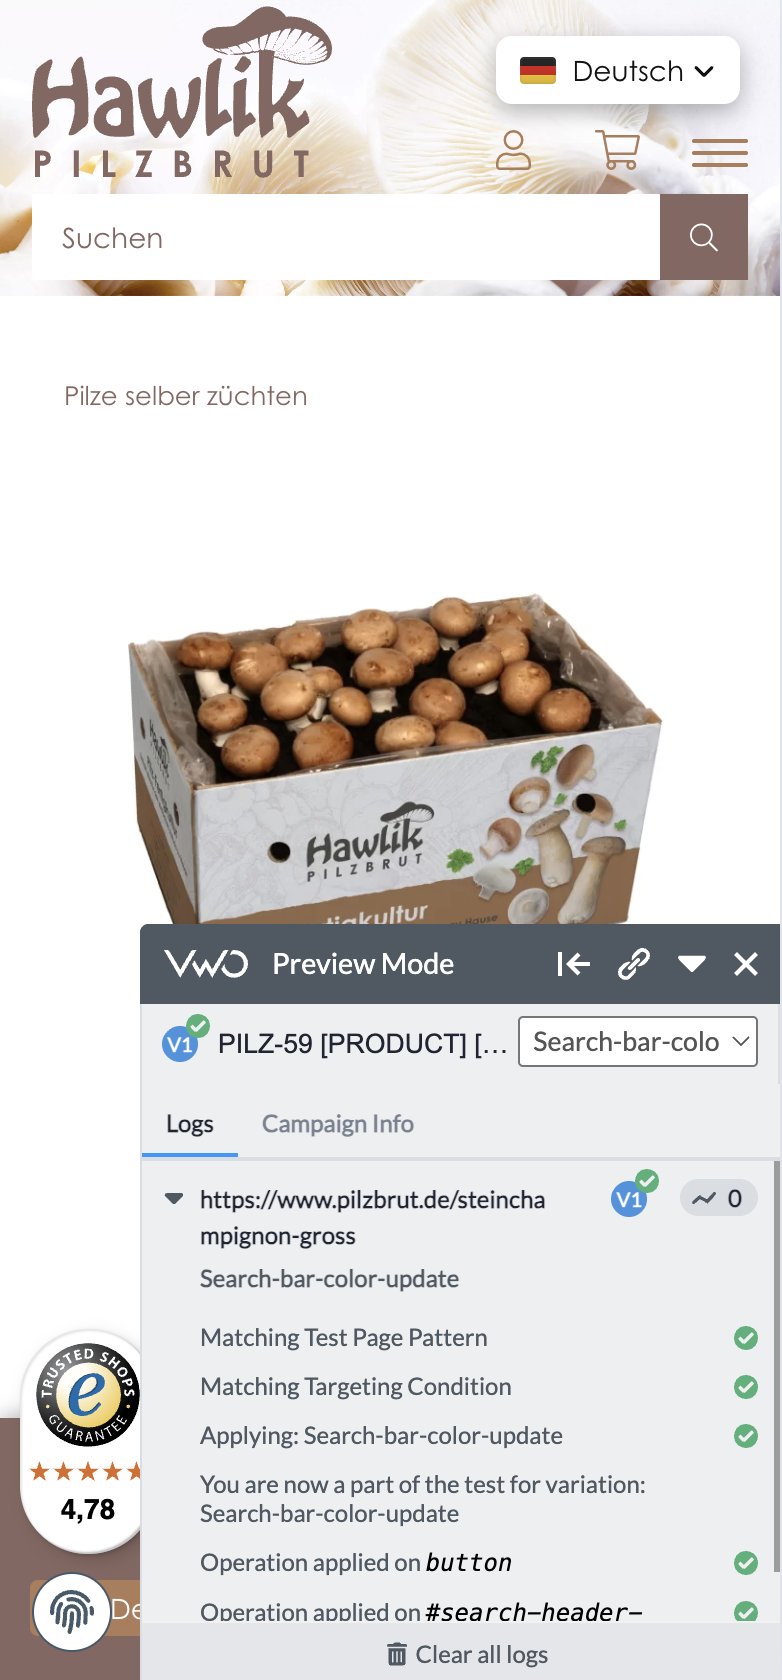 Hawlik
PILZBRUT
Deutsch
Suchen
Pilze selber züchten
Hawlik
PILZBRUT
VWO Preview Mode
V1 PILZ-59 [PRODUCT] [... Search-bar-colo
Logs Campaign Info
https://www.pilzbrut.de/steincha V1 0
mpignon-gross
Search-bar-color-update
Matching Test Page Pattern
Matching Targeting Condition
Applying: Search-bar-color-update
You are now a part of the test for variation:
Search-bar-color-update
Operation applied on button
Operation applied on #search-header-
Clear all logs
TRUSTED SHOPS
e
GUARANTEE
4,78
De